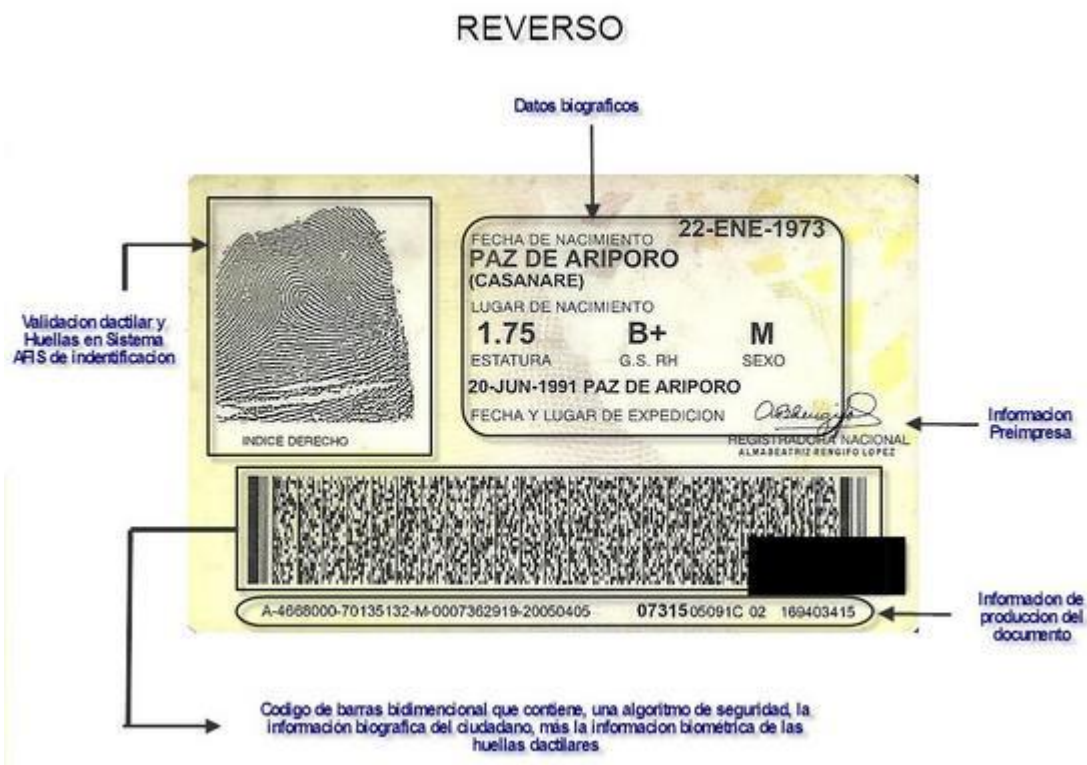 REVERSO
Datos biograficos
22-ENE-1973
FECHA DE NACIMIENTO
PAZ DE ARIPORO
(CASANARE)
LUGAR DE NACIMIENTO
1.75 B+ M
ESTATURA G.S. RH SEXO
20-JUN-1991 PAZ DE ARIPORO
FECHA Y LUGAR DE EXPEDICION
REGISTRADORA NACIONAL
ALMABEATRIZ RENGIFO LOPEZ
INDICE DERECHO
Validacion dactilar y
Huellas en Sistema
AFIS de indentificacion
Informacion
Preimpresa
A-4668000-70135132-M-0007362919-20050405 0731505091C 02 169403415
Informacion de
produccion del
documento
Codigo de barras bidimencional que contiene, una algoritmo de seguridad, la
información biografica del ciudadano, más la informacion biométrica de las
huellas dactilares